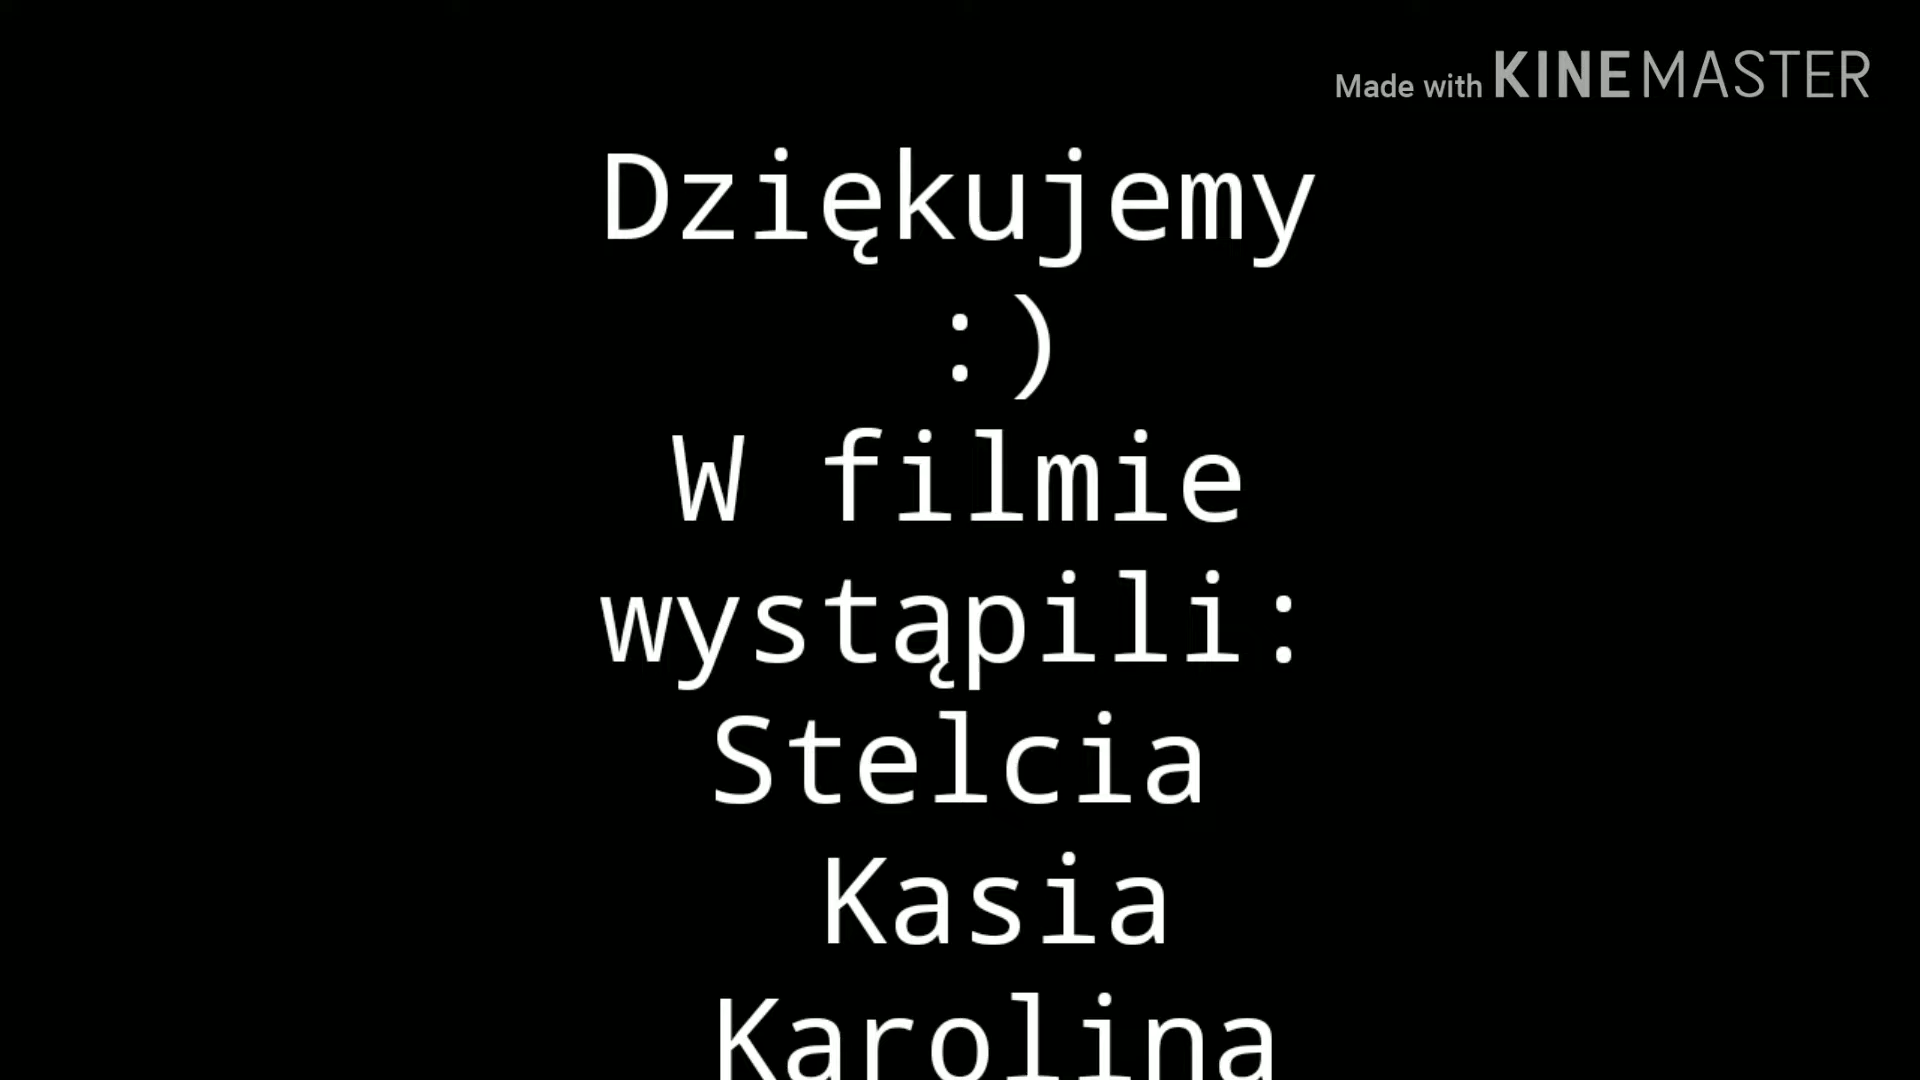 Made with KINEMASTER
Dziękujemy
:)
W filmie
wystąpili:
Stelcia
Kasia
Karolina